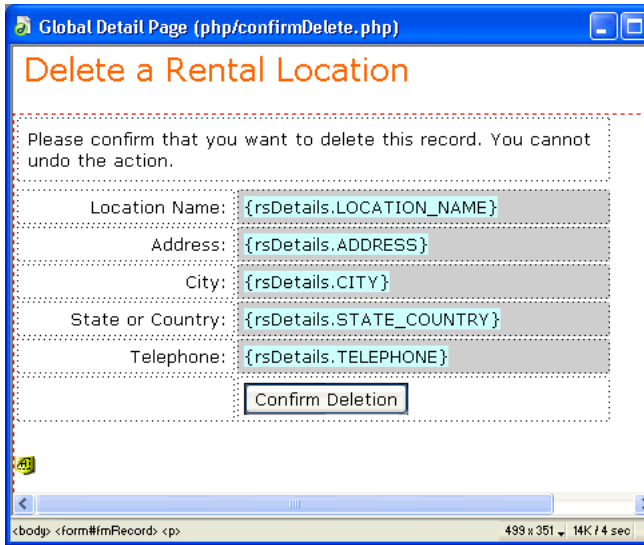 Global Detail Page (php/confirmDelete.php)
Delete a Rental Location
Please confirm that you want to delete this record. You cannot
undo the action.
Location Name: {rsDetails.LOCATION_NAME}
Address: {rsDetails.ADDRESS}
City: {rsDetails.CITY}
State or Country: {rsDetails.STATE_COUNTRY}
Telephone: {rsDetails.TELEPHONE}
Confirm Deletion
<body> <form#fmRecord> <p> 499 x 351 14K / 4 sec